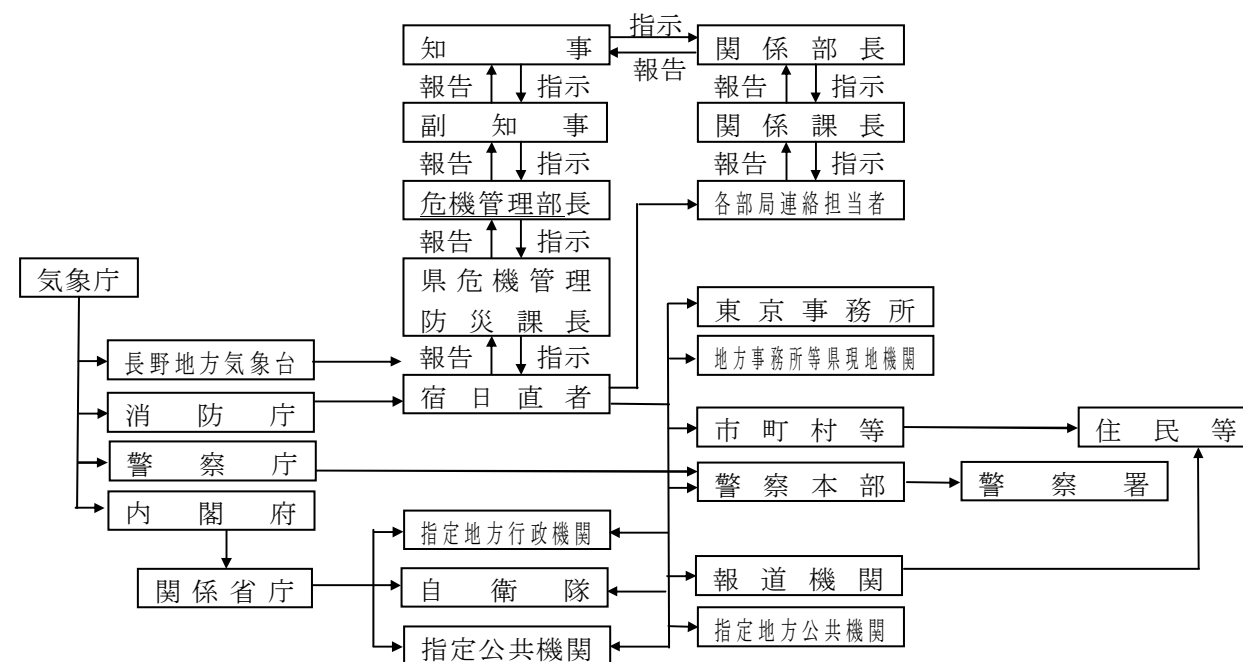 指示
知事
関係部長
報告
報告
指示
報告
指示
副知事
関係課長
報告
指示
報告
指示
危機管理部長
各部局連絡担当者
報告
指示
気象庁
県危機管理
防災課長
東京事務所
長野地方気象台
報告
指示
地方事務所等県現地機関
消防庁
宿日直者
市町村等
住民等
警察庁
警察本部
警察署
内閣府
指定地方行政機関
関係省庁
自衛隊
報道機関
指定公共機関
指定地方公共機関